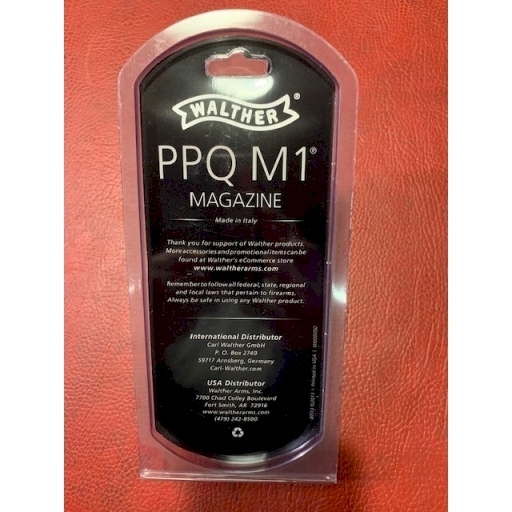 WALTHER®
PPQ M1®
MAGAZINE
Made in Italy
Thank you for support of Walther products.
More accessories and promotional items can be
found at Walther's eCommerce store
www.waltherarms.com
Remember to follow all federal, state, regional
and local laws that pertain to firearms.
Always be safe in using any Walther product.
International Distributor
Carl Walther GmbH
P. O. Box 2740
59717 Arnsberg, Germany
Carl-Walther.com
USA Distributor
Walther Arms, Inc.
7700 Chad Colley Boulevard
Fort Smith, AR 72916
www.waltherarms.com
(479) 242-8500
Printed in USA